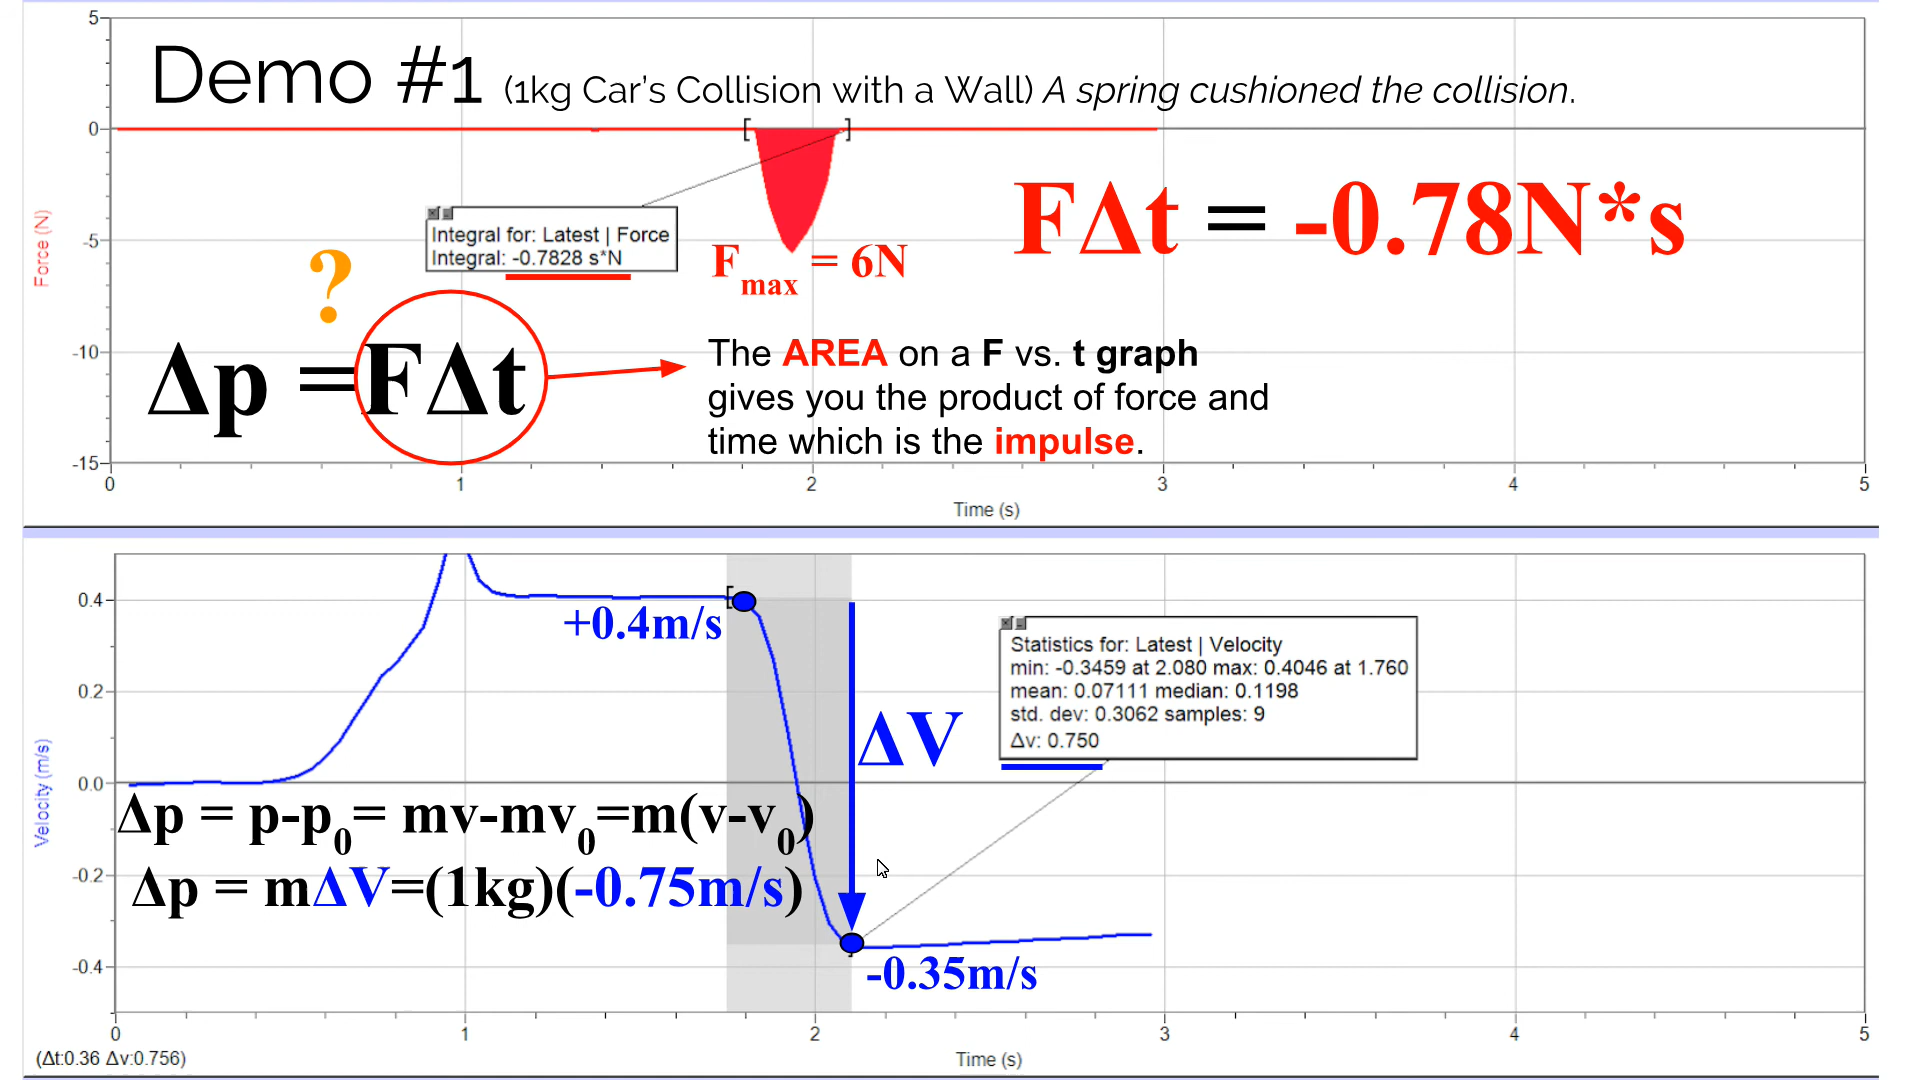 5
Demo #1 (1kg Car's Collision with a Wall) A spring cushioned the collision.
0
[ ]
FΔt = -0.78N*s
Integral for: Latest | Force
Integral: -0.7828 s*N
-5
Force (N)
?
Fmax = 6N
Δp =FΔt
-10
The AREA on a F vs. t graph
gives you the product of force and
time which is the impulse.
-15
0 1 2 3 4 5
Time (s)
0.4
+0.4m/s
Statistics for: Latest | Velocity
min: -0.3459 at 2.080 max: 0.4046 at 1.760
mean: 0.07111 median: 0.1198
std. dev: 0.3062 samples: 9
Δv: 0.750
0.2
ΔV
Velocity (m/s)
0.0
Δp = p-p0= mv-mv0=m(v-v0)
-0.2
Δp = mΔV=(1kg)(-0.75m/s)
-0.4
-0.35m/s
0 1 2 3 4 5
(Δt:0.36 Δv:0.756)
Time (s)